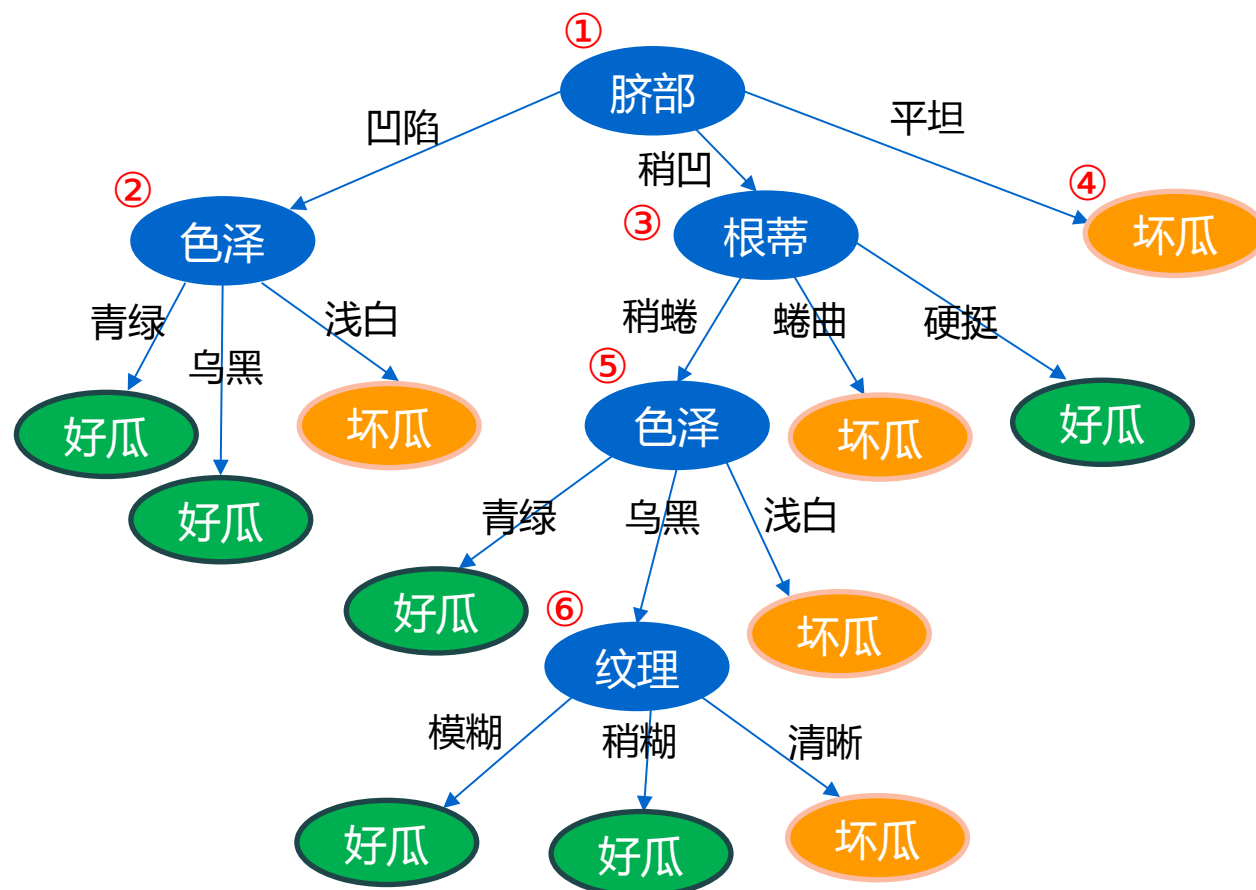 ①
脐部
凹陷
稍凹
平坦
②
色泽
③
根蒂
④
坏瓜
青绿
乌黑
浅白
稍蜷
蜷曲
硬挺
好瓜
好瓜
坏瓜
⑤
色泽
坏瓜
好瓜
青绿
乌黑
浅白
好瓜
⑥
纹理
坏瓜
模糊
稍糊
清晰
好瓜
好瓜
坏瓜